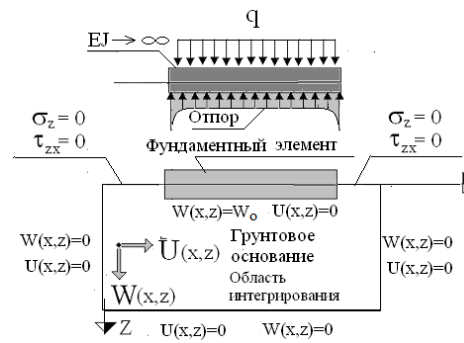 q
EJ → ∞
Отпор
σz = 0
τzx = 0
σz = 0
τzx = 0
Фундаментный элемент
W(x,z)=W₀ U(x,z)=0
W(x,z)=0
U(x,z)=0
U(x,z)
Грунтовое
основание
W(x,z)
Область
интегрирования
W(x,z)=0
U(x,z)=0
Z
U(x,z)=0 W(x,z)=0